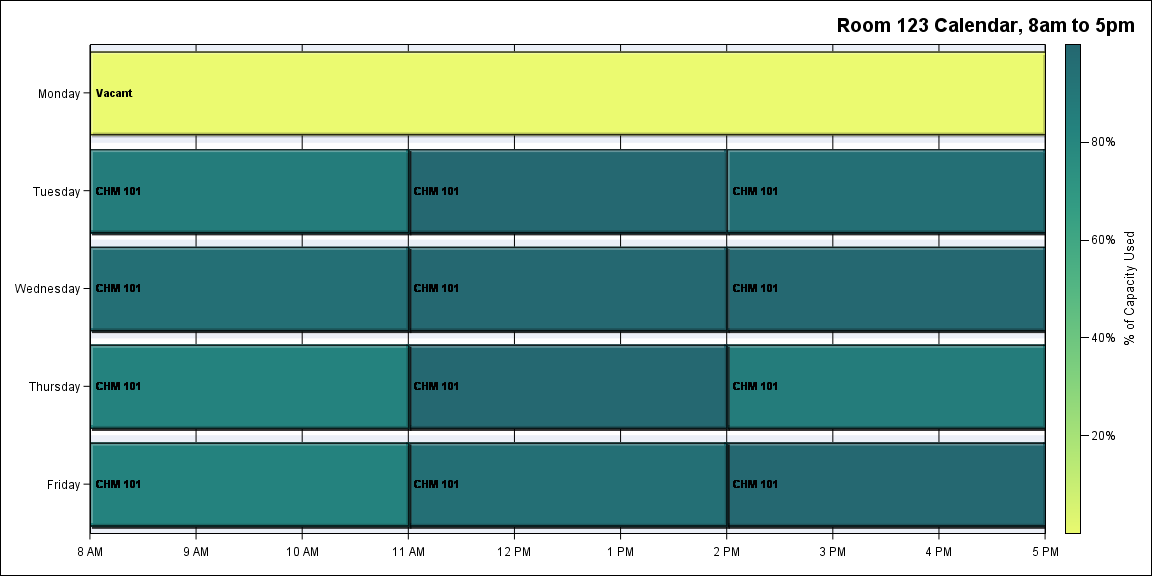 Room 123 Calendar, 8am to 5pm
Monday
Vacant
Tuesday
CHM 101
CHM 101
CHM 101
Wednesday
CHM 101
CHM 101
CHM 101
Thursday
CHM 101
CHM 101
CHM 101
Friday
CHM 101
CHM 101
CHM 101
8 AM
9 AM
10 AM
11 AM
12 PM
1 PM
2 PM
3 PM
4 PM
5 PM
80%
60%
40%
20%
% of Capacity Used